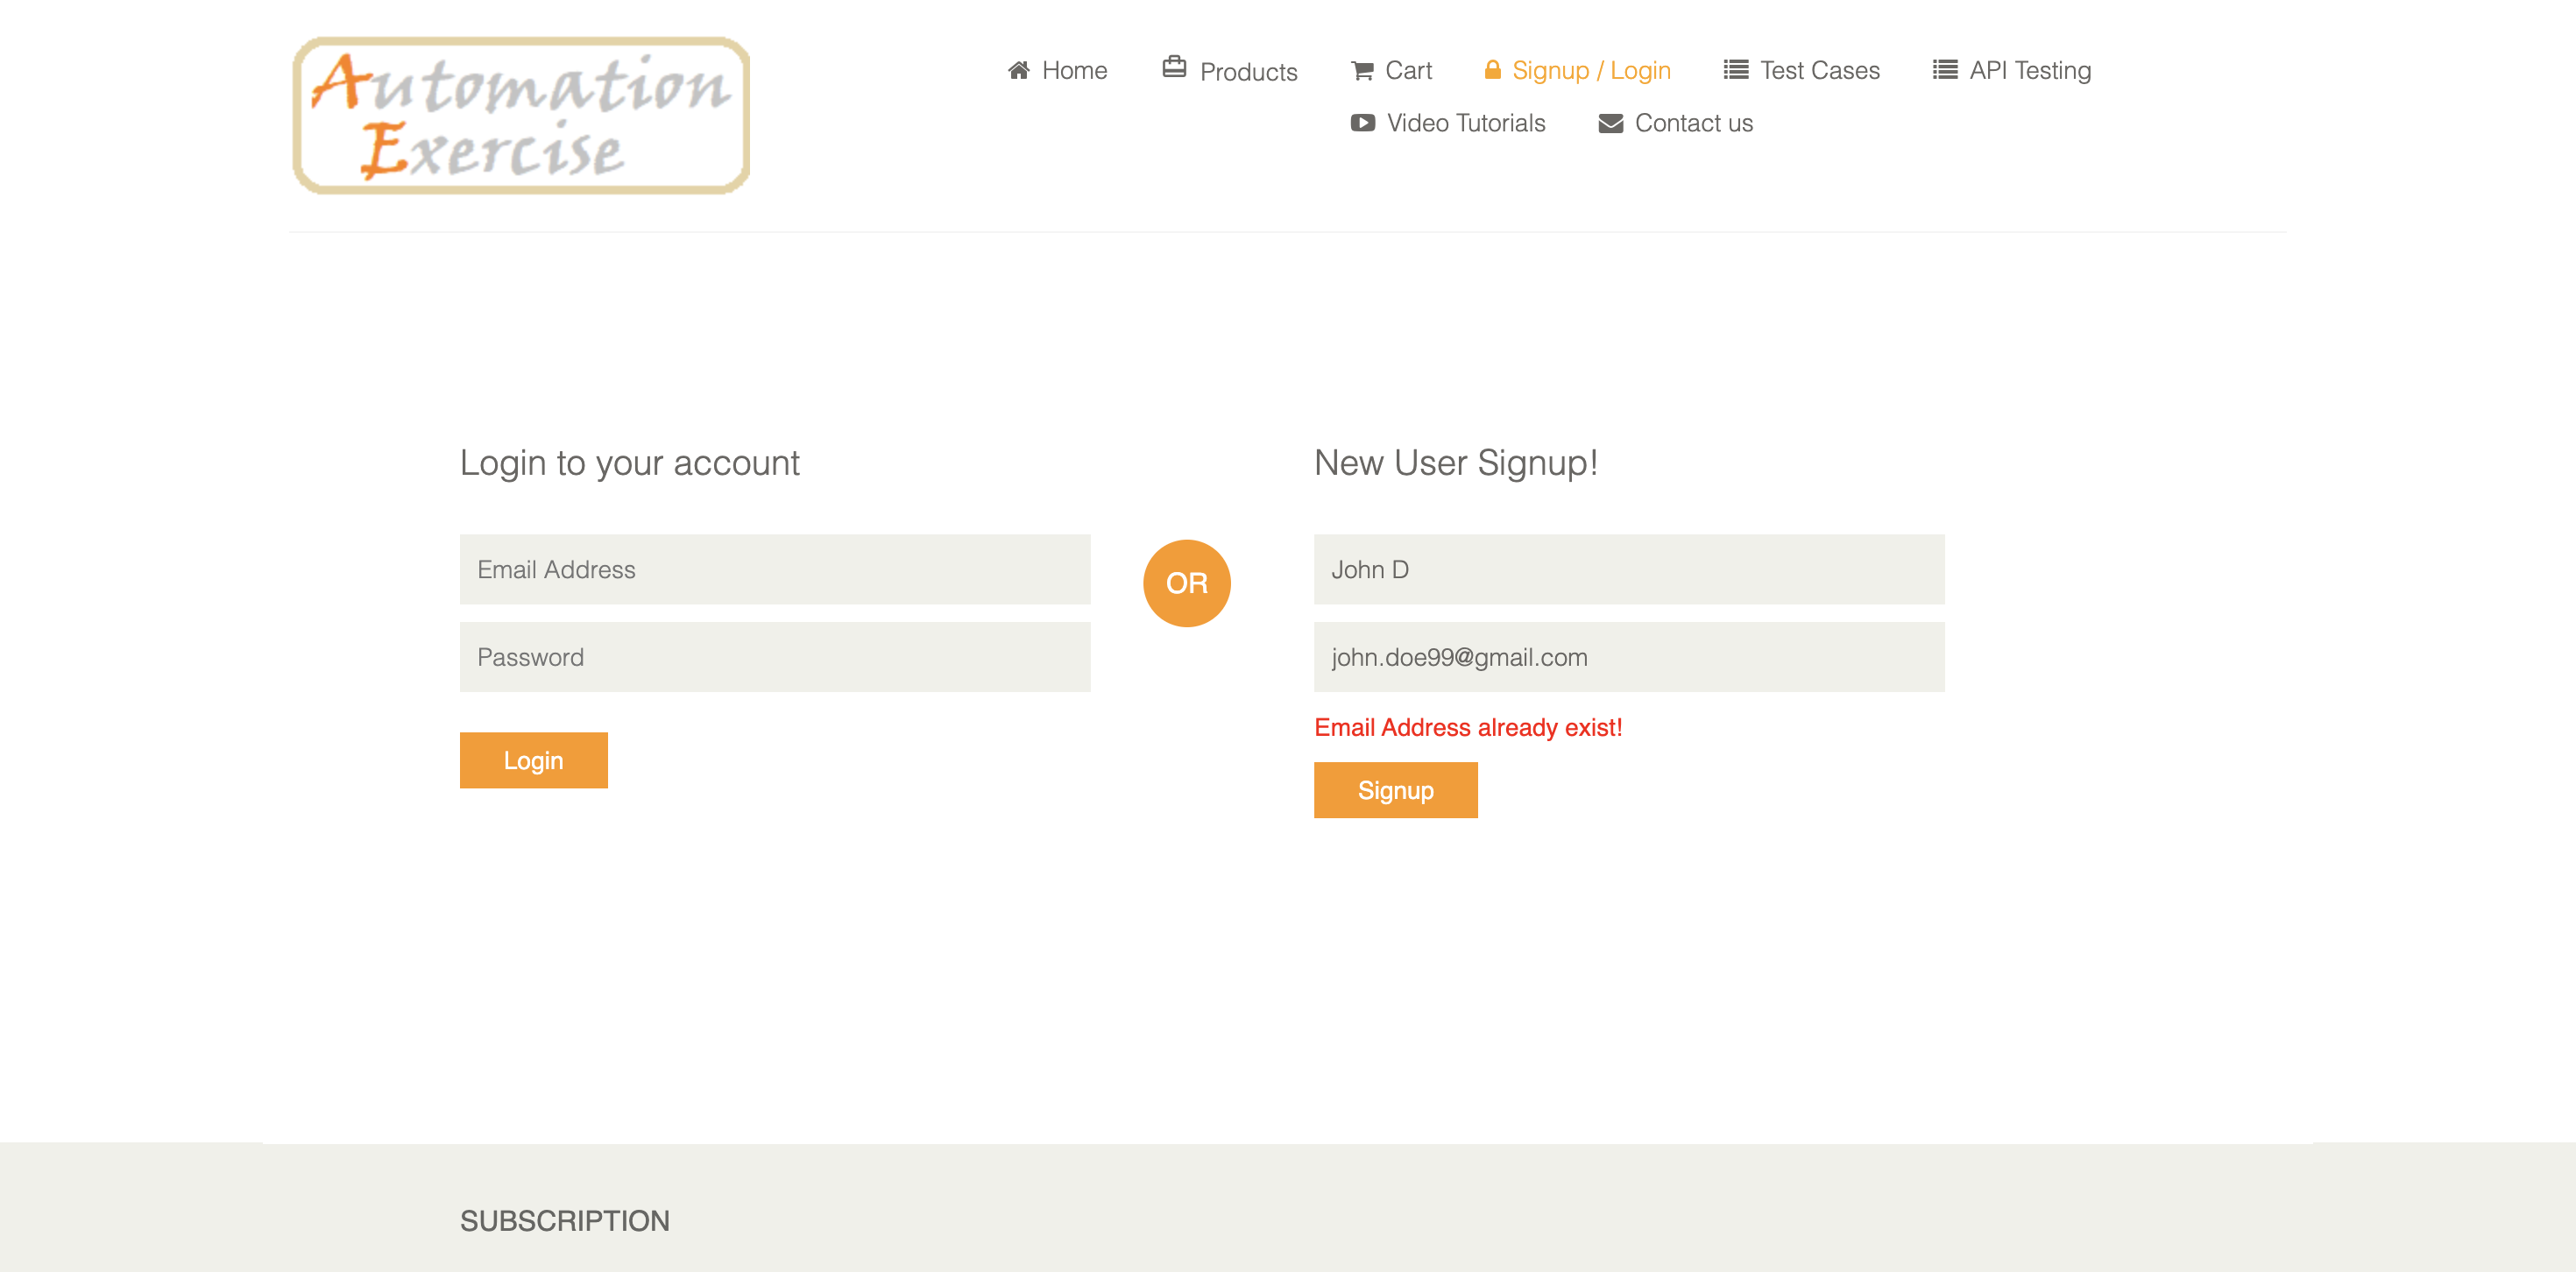 Automation
Exercise
Home Products Cart Signup / Login Test Cases API Testing
Video Tutorials Contact us
Login to your account
Email Address
Password
Login
OR
New User Signup!
John D
john.doe99@gmail.com
Email Address already exist!
Signup
SUBSCRIPTION